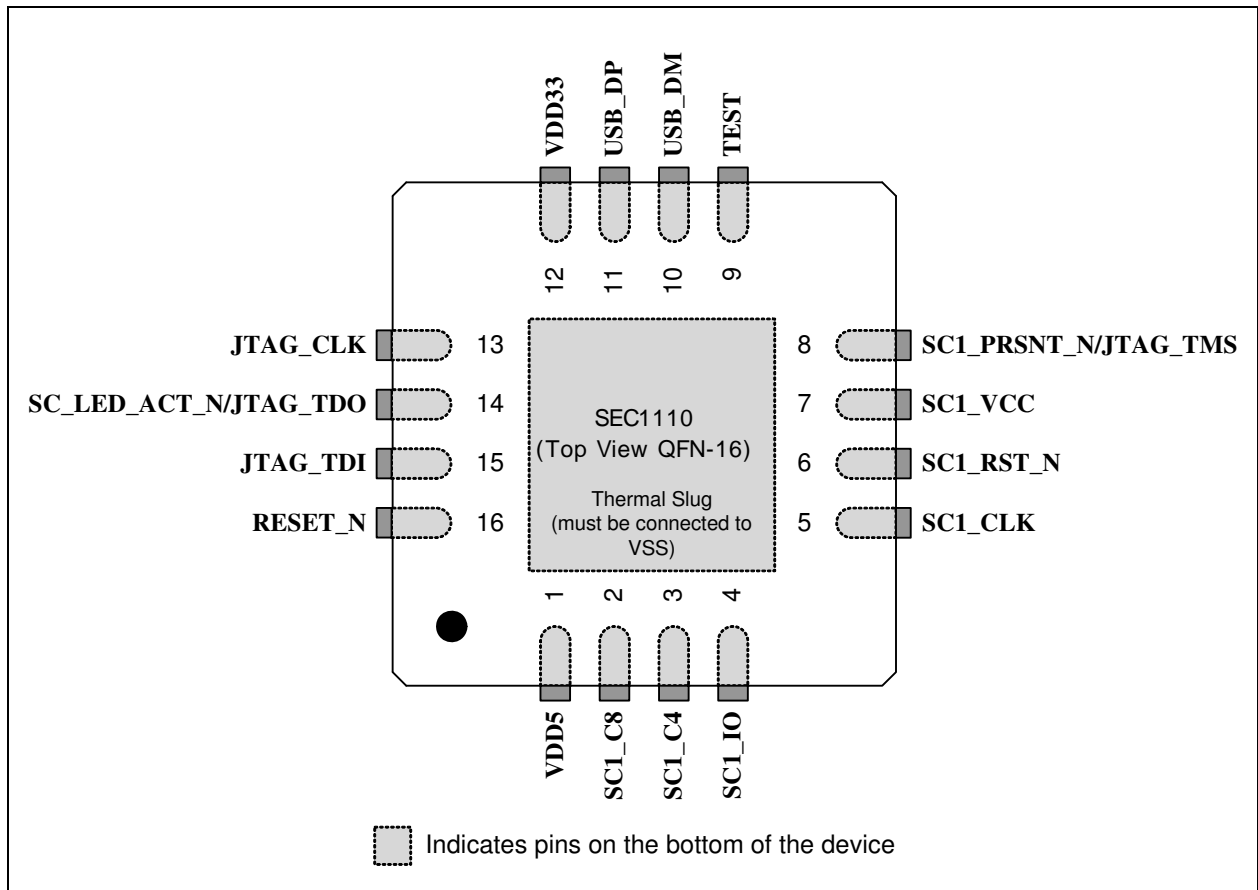 VDD33
USB_DP
USB_DM
TEST
12
11
10
9
JTAG_CLK
13
SC_LED_ACT_N/JTAG_TDO
14
JTAG_TDI
15
RESET_N
16
SEC1110
(Top View QFN-16)
Thermal Slug
(must be connected to
VSS)
8
SC1_PRSNT_N/JTAG_TMS
7
SC1_VCC
6
SC1_RST_N
5
SC1_CLK
1
2
3
4
VDD5
SC1_C8
SC1_C4
SC1_IO
Indicates pins on the bottom of the device